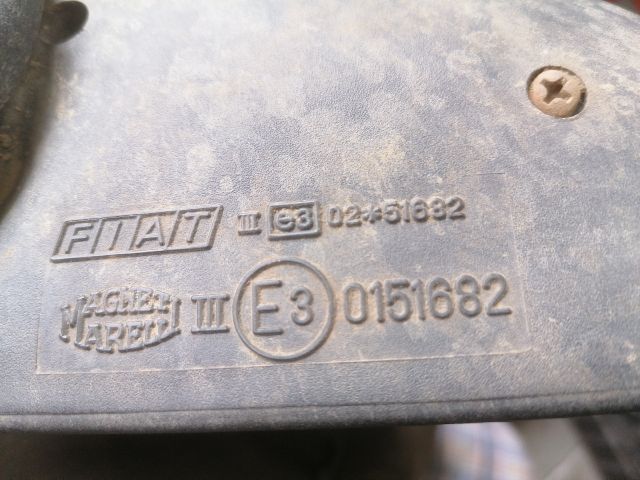 FIAT III e3 02*51682
MAGNETI MARELLI III E3 0151682